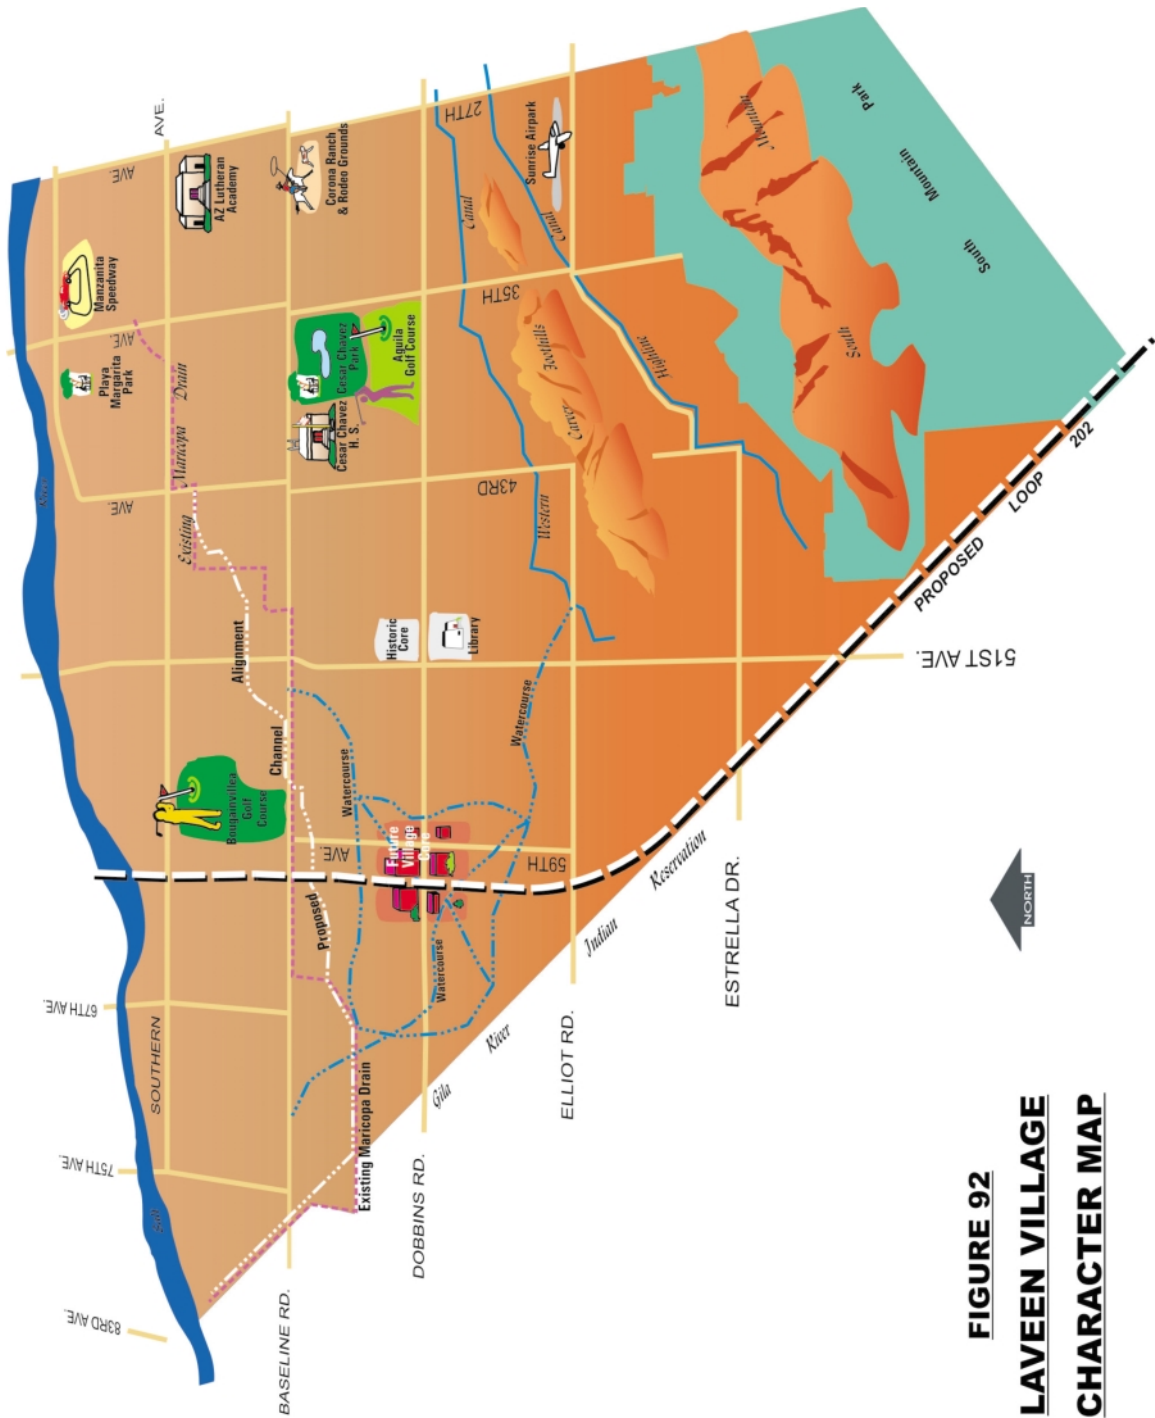 Salt
River
83RD AVE.
75TH AVE.
67TH AVE.
SOUTHERN
AVE.
Playa
Margarita
Park
Manzanita
Speedway
AVE.
AVE.
AVE.
AZ Lutheran
Academy
Existing
Maricopa
Drain
Bougainvillea
Golf
Course
Proposed
Channel
Alignment
BASELINE RD.
Cesar Chavez
H. S.
Cesar Chavez
Park
Aguila
Golf Course
Corona Ranch
& Rodeo Grounds
AVE.
Existing Maricopa Drain
Watercourse
Historic
Core
Future
Village
Core
DOBBINS RD.
Library
Watercourse
Watercourse
Western
Canal
59TH
43RD
35TH
27TH
51ST AVE.
Gila
River
Indian
Reservation
ELLIOT RD.
Carver
Foothills
Highline
Canal
Sunrise Airpark
ESTRELLA DR.
South
Mountains
South
Mountain
Park
PROPOSED
LOOP
202
NORTH
FIGURE 92
LAVEEN VILLAGE
CHARACTER MAP